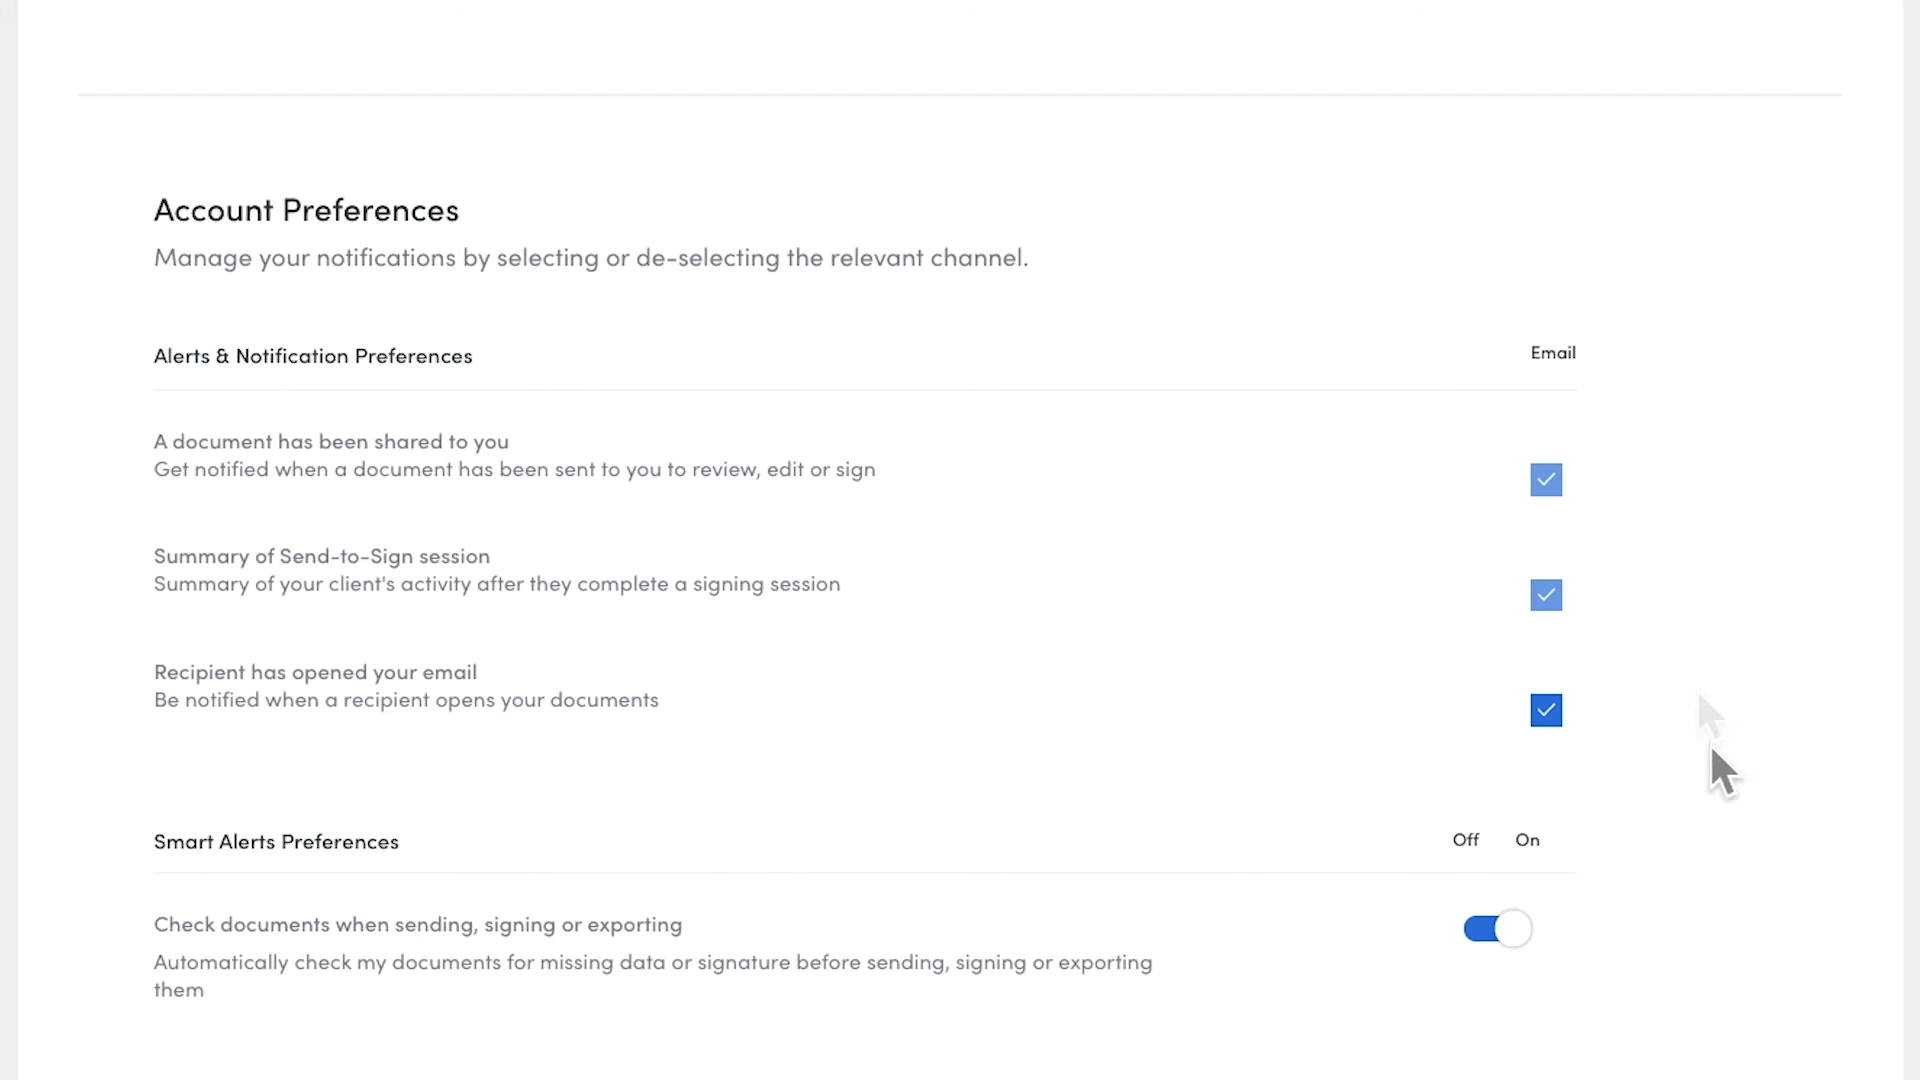 Account Preferences
Manage your notifications by selecting or de-selecting the relevant channel.
Alerts & Notification Preferences
Email
A document has been shared to you
Get notified when a document has been sent to you to review, edit or sign
Summary of Send-to-Sign session
Summary of your client's activity after they complete a signing session
Recipient has opened your email
Be notified when a recipient opens your documents
Smart Alerts Preferences
Off On
Check documents when sending, signing or exporting
Automatically check my documents for missing data or signature before sending, signing or exporting
them